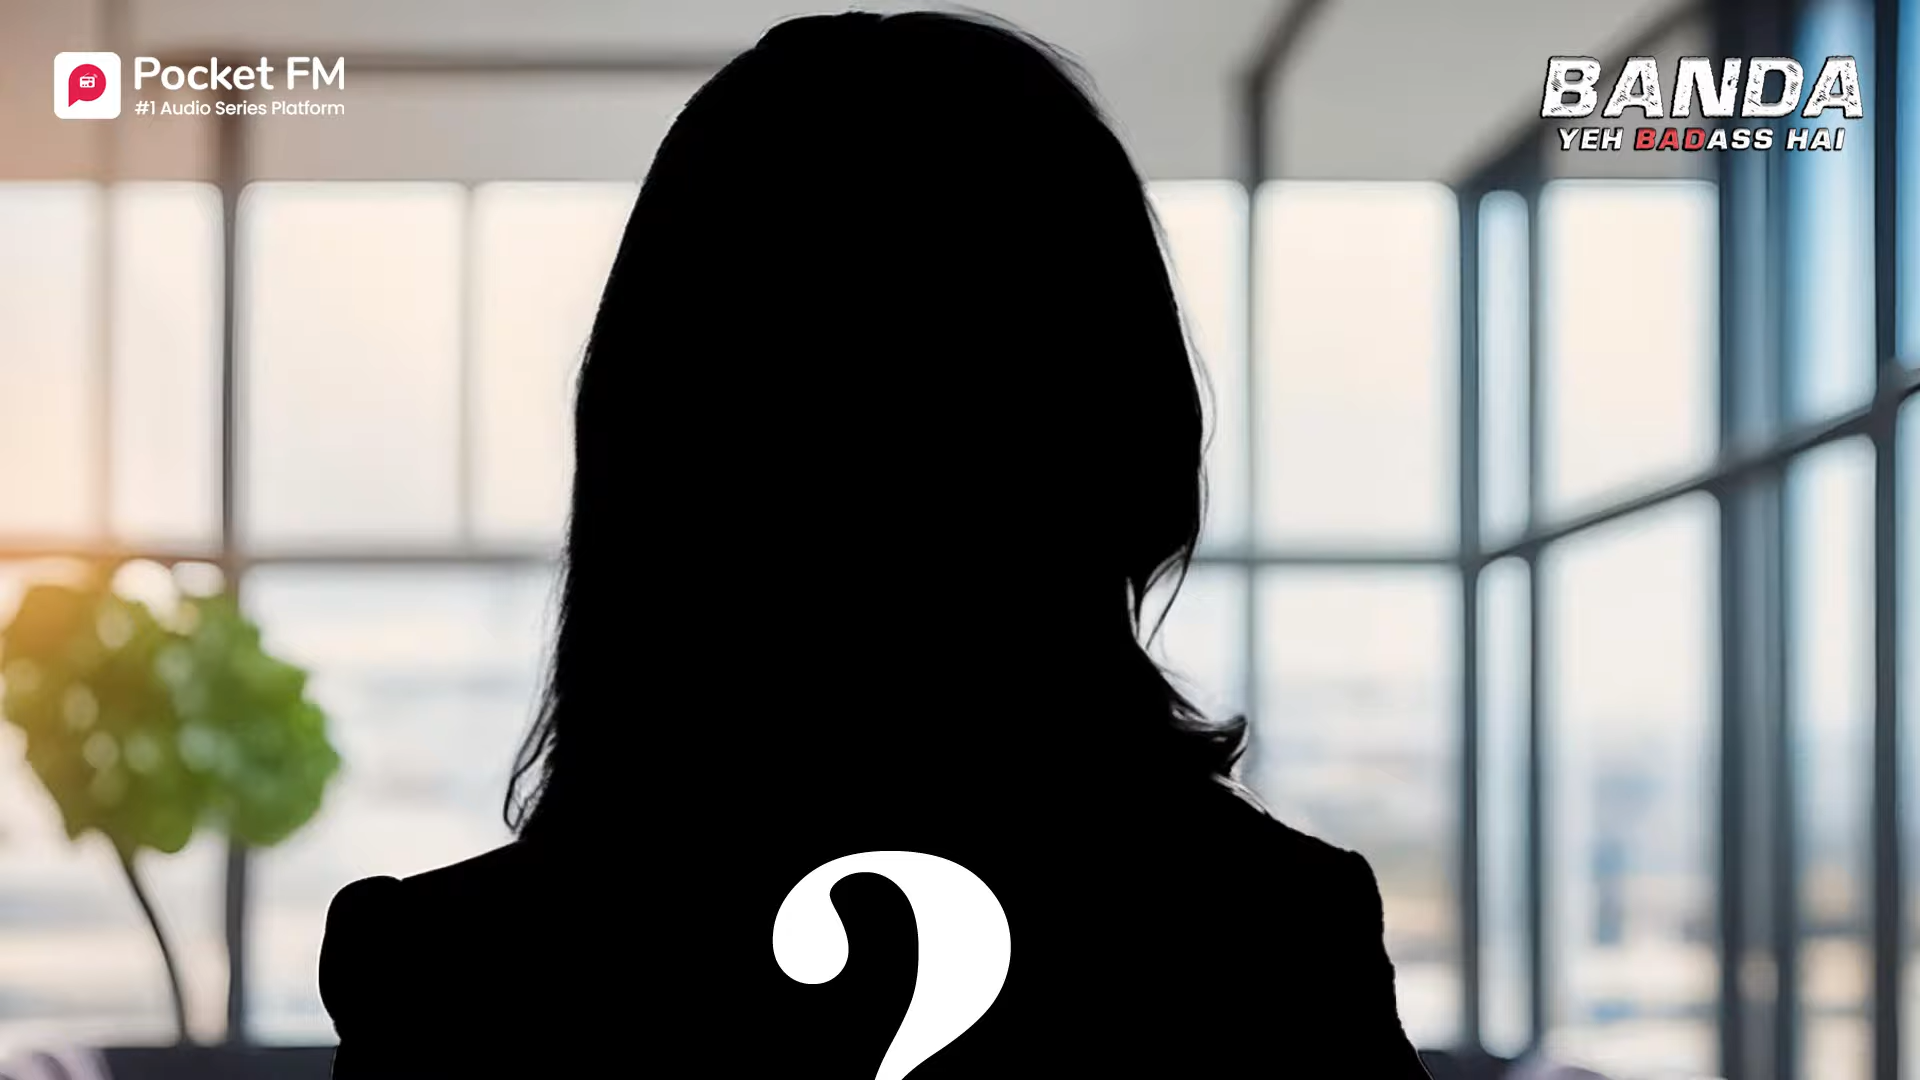 Pocket FM
#1 Audio Series Platform
BANDA
YEH BADASS HAI
?